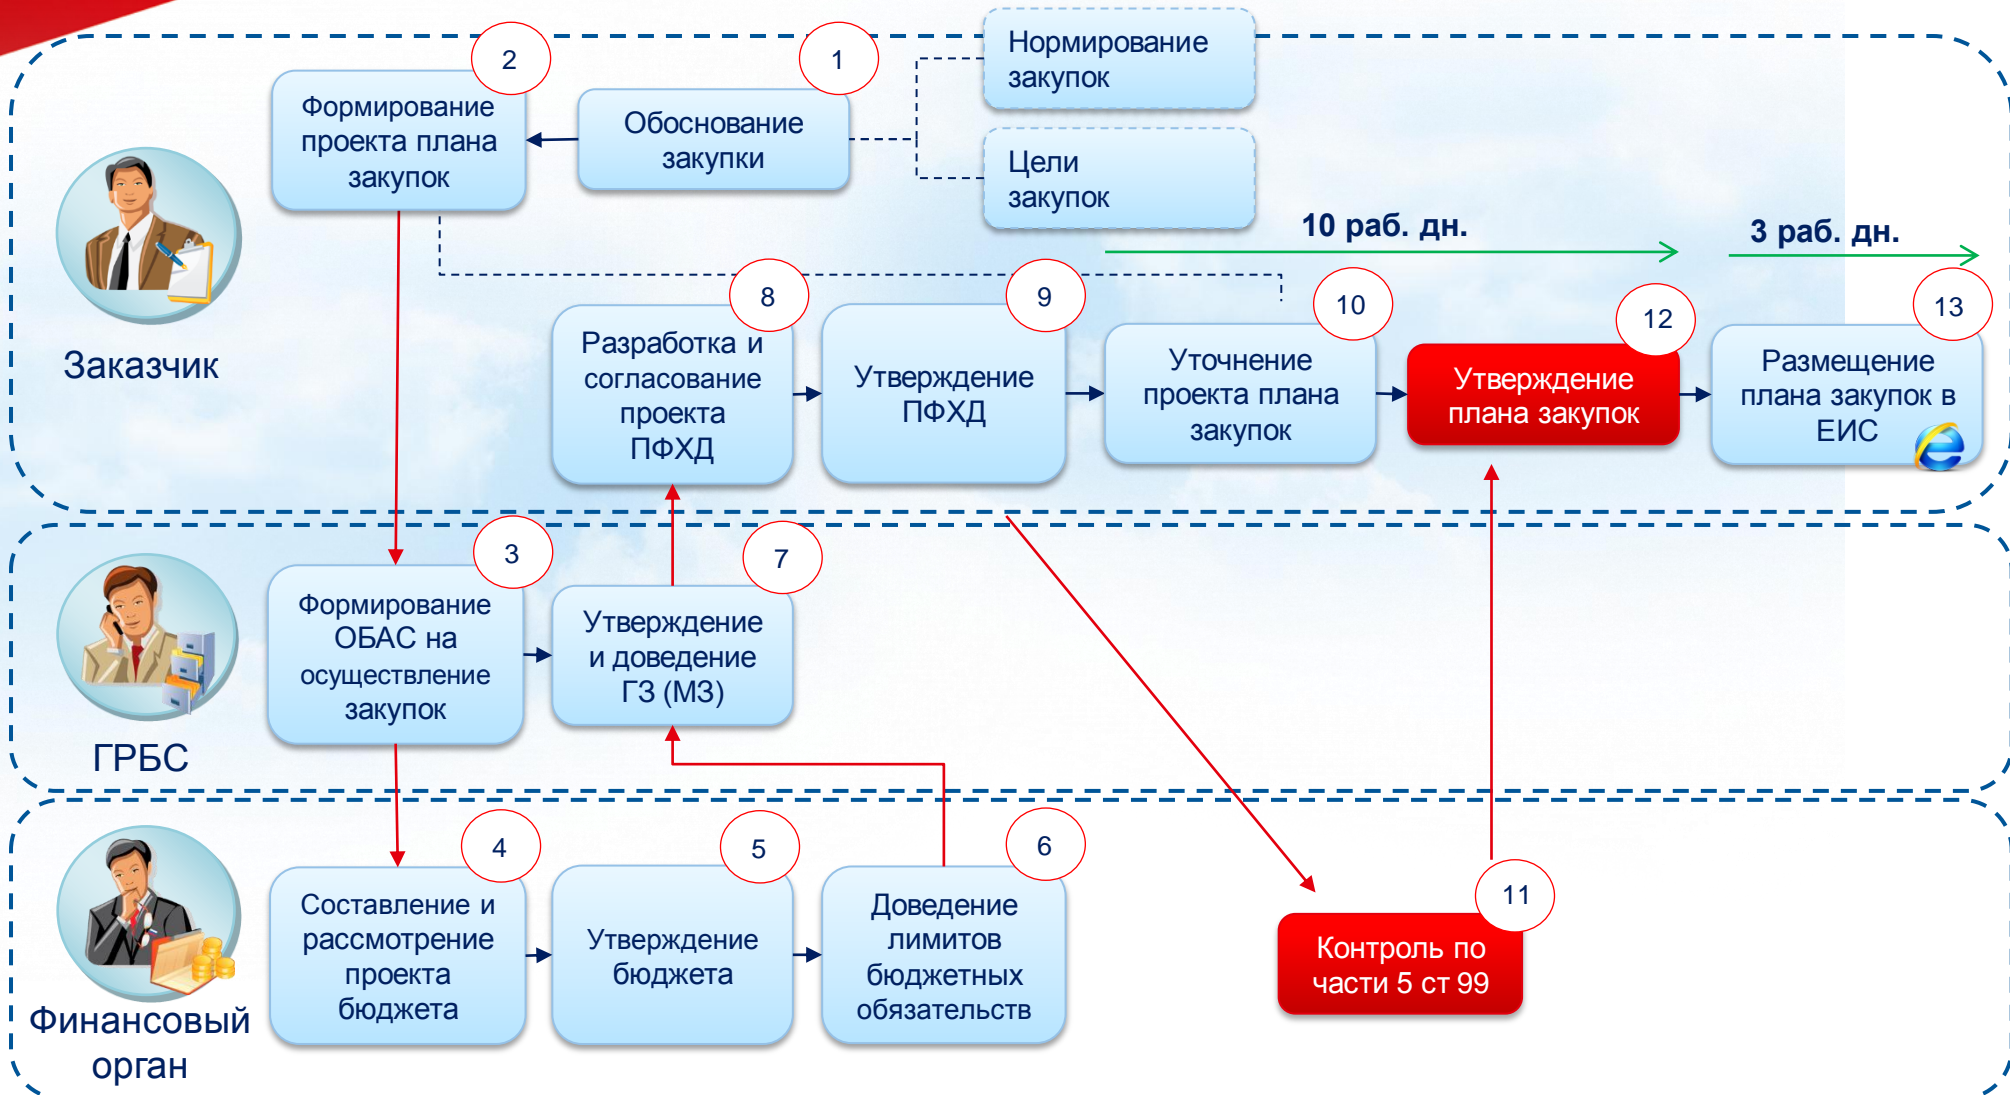 2
Формирование
проекта плана
закупок
1
Обоснование
закупки
Нормирование
закупок
Цели
закупок
10 раб. дн.
3 раб. дн.
Заказчик
8
Разработка и
согласование
проекта
ПФХД
9
Утверждение
ПФХД
10
Уточнение
проекта плана
закупок
12
Утверждение
плана закупок
13
Размещение
плана закупок в
ЕИС
ГРБС
3
Формирование
ОБАС на
осуществление
закупок
7
Утверждение
и доведение
ГЗ (МЗ)
Финансовый
орган
4
Составление и
рассмотрение
проекта
бюджета
5
Утверждение
бюджета
6
Доведение
лимитов
бюджетных
обязательств
11
Контроль по
части 5 ст 99